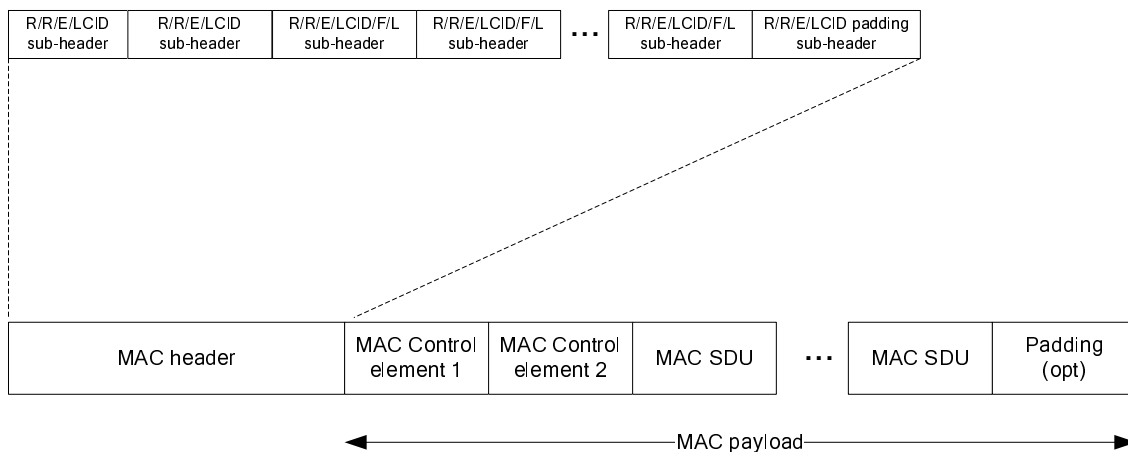 R/R/E/LCID sub-header
R/R/E/LCID sub-header
R/R/E/LCID/F/L sub-header
R/R/E/LCID/F/L sub-header
...
R/R/E/LCID/F/L sub-header
R/R/E/LCID padding sub-header
MAC header
MAC Control element 1
MAC Control element 2
MAC SDU
...
MAC SDU
Padding (opt)
MAC payload